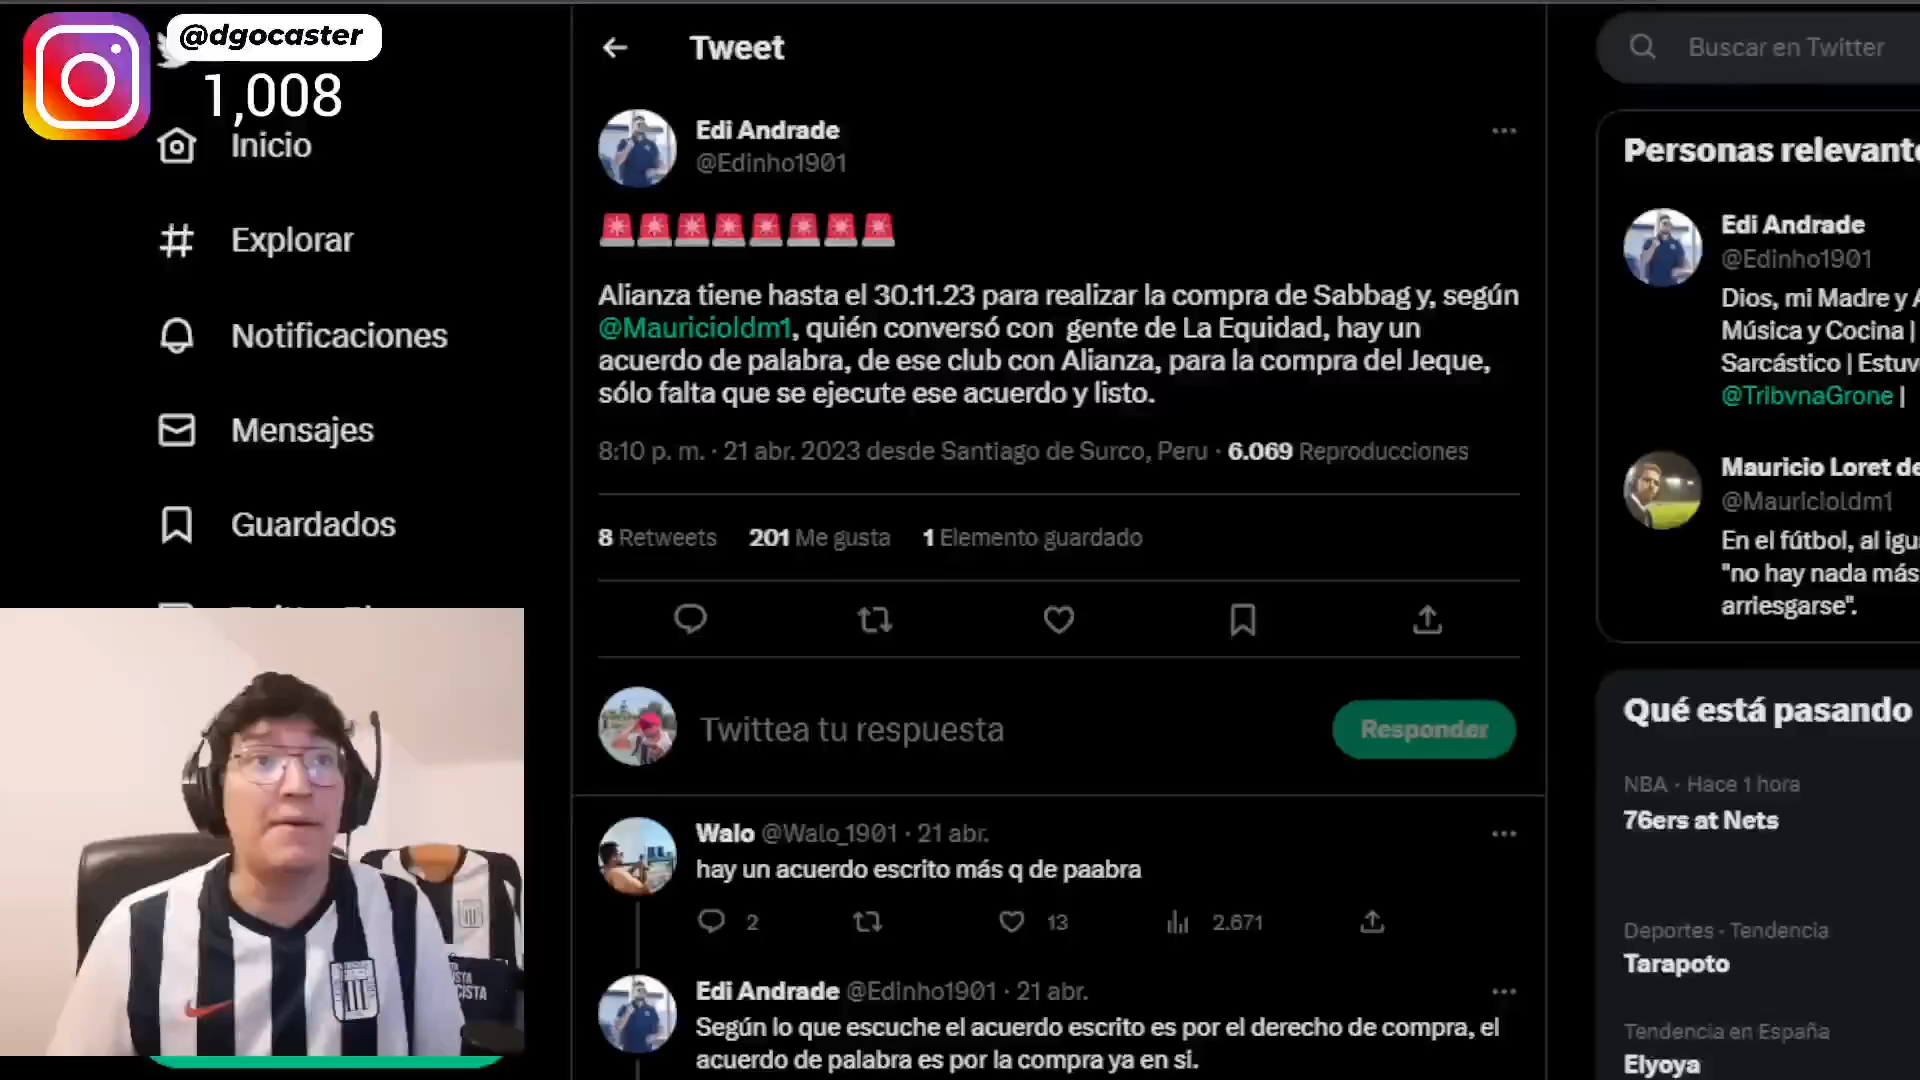 @dgocaster
1,008
Inicio
Explorar
Notificaciones
Mensajes
Guardados
Tweet
Edi Andrade
@Edinho1901
Alianza tiene hasta el 30.11.23 para realizar la compra de Sabbag y, según
@Mauricioldm1, quién conversó con gente de La Equidad, hay un
acuerdo de palabra, de ese club con Alianza, para la compra del Jeque,
sólo falta que se ejecute ese acuerdo y listo.
8:10 p. m. · 21 abr. 2023 desde Santiago de Surco, Peru · 6.069 Reproducciones
8 Retweets 201 Me gusta 1 Elemento guardado
Twittea tu respuesta
Responder
Walo @Walo_1901 · 21 abr.
hay un acuerdo escrito más q de paabra
2 13 2.671
Edi Andrade @Edinho1901 · 21 abr.
Según lo que escuche el acuerdo escrito es por el derecho de compra, el
acuerdo de palabra es por la compra ya en si.
Buscar en Twitter
Personas relevante
Edi Andrade
@Edinho1901
Dios, mi Madre y A
Música y Cocina |
Sarcástico | Estuv
@TribvnaGrone |
Mauricio Loret de
@Mauricioldm1
En el fútbol, al igu
"no hay nada más
arriesgarse".
Qué está pasando
NBA · Hace 1 hora
76ers at Nets
Deportes · Tendencia
Tarapoto
Tendencia en España
Elyoya